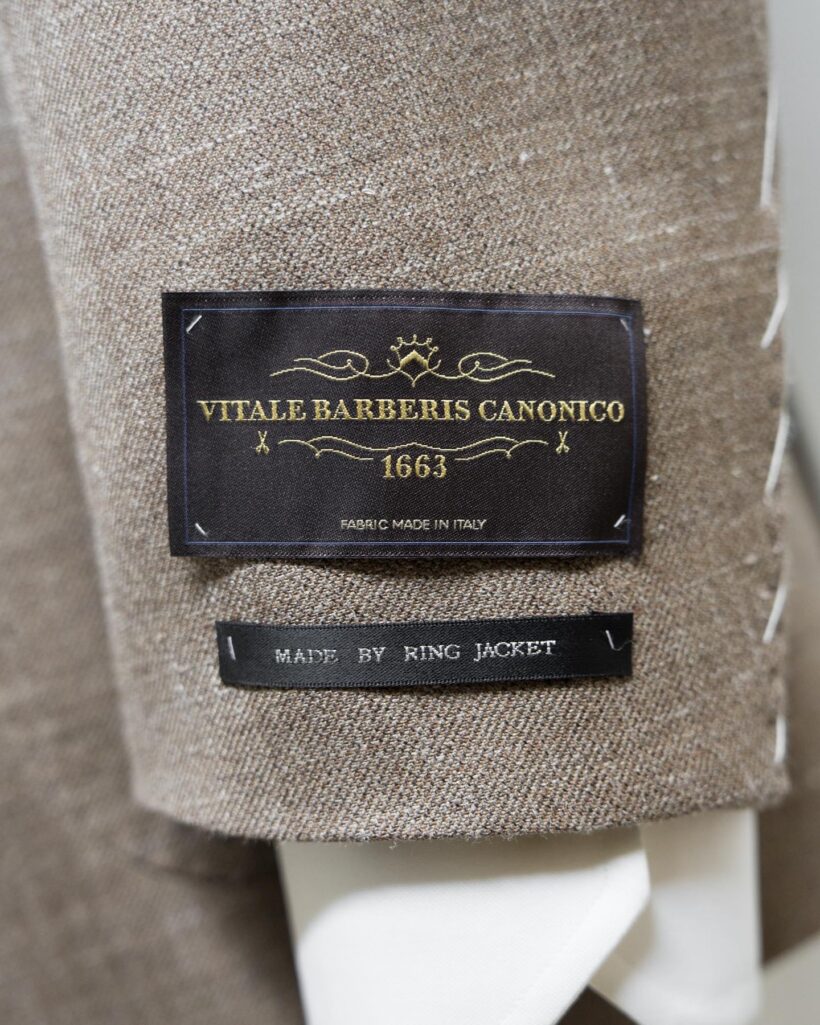 VITALE BARBERIS CANONICO
1663
FABRIC MADE IN ITALY
MADE BY RING JACKET